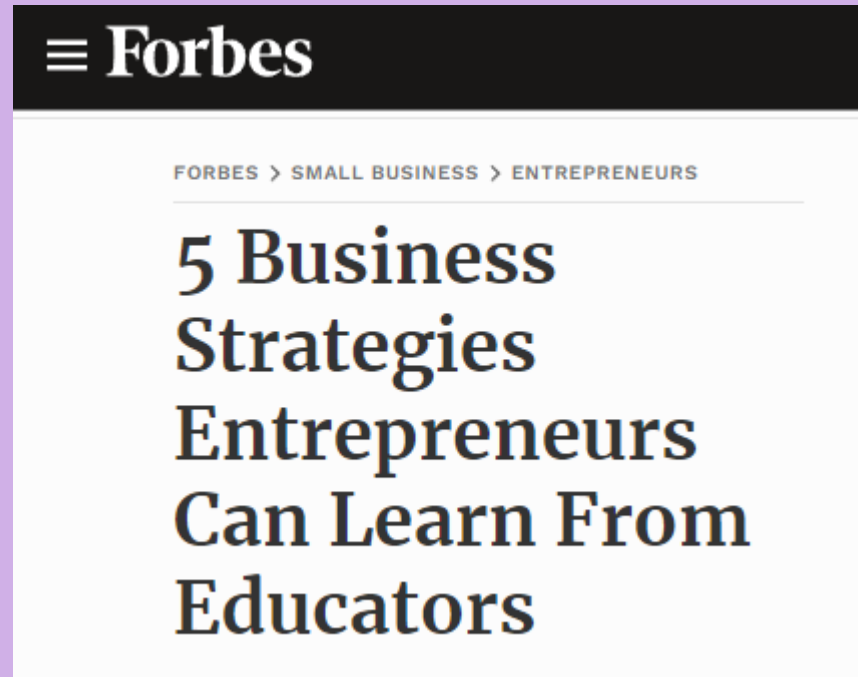 Forbes
FORBES > SMALL BUSINESS > ENTREPRENEURS
5 Business
Strategies
Entrepreneurs
Can Learn From
Educators